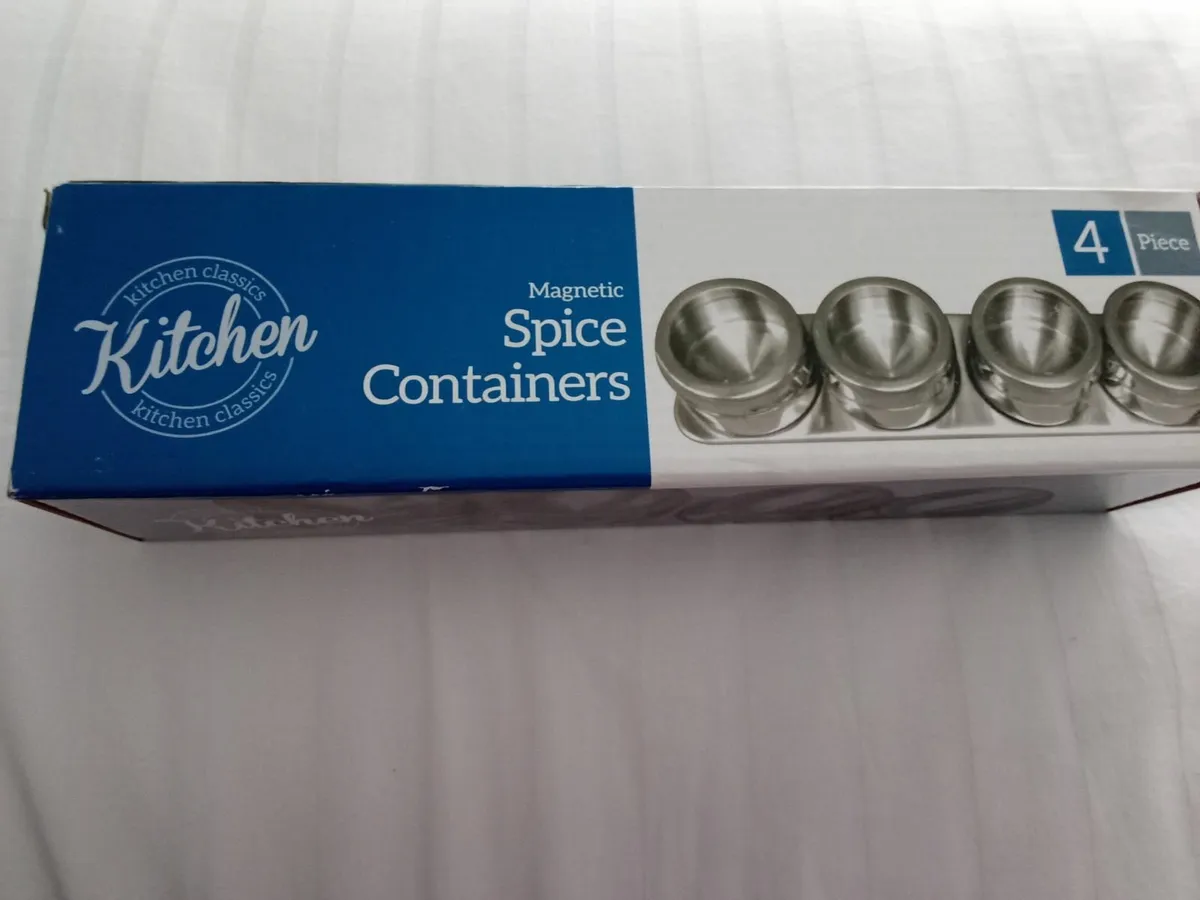 kitchen classics
Kitchen
kitchen classics
Magnetic
Spice
Containers
4 Piece
Kitchen